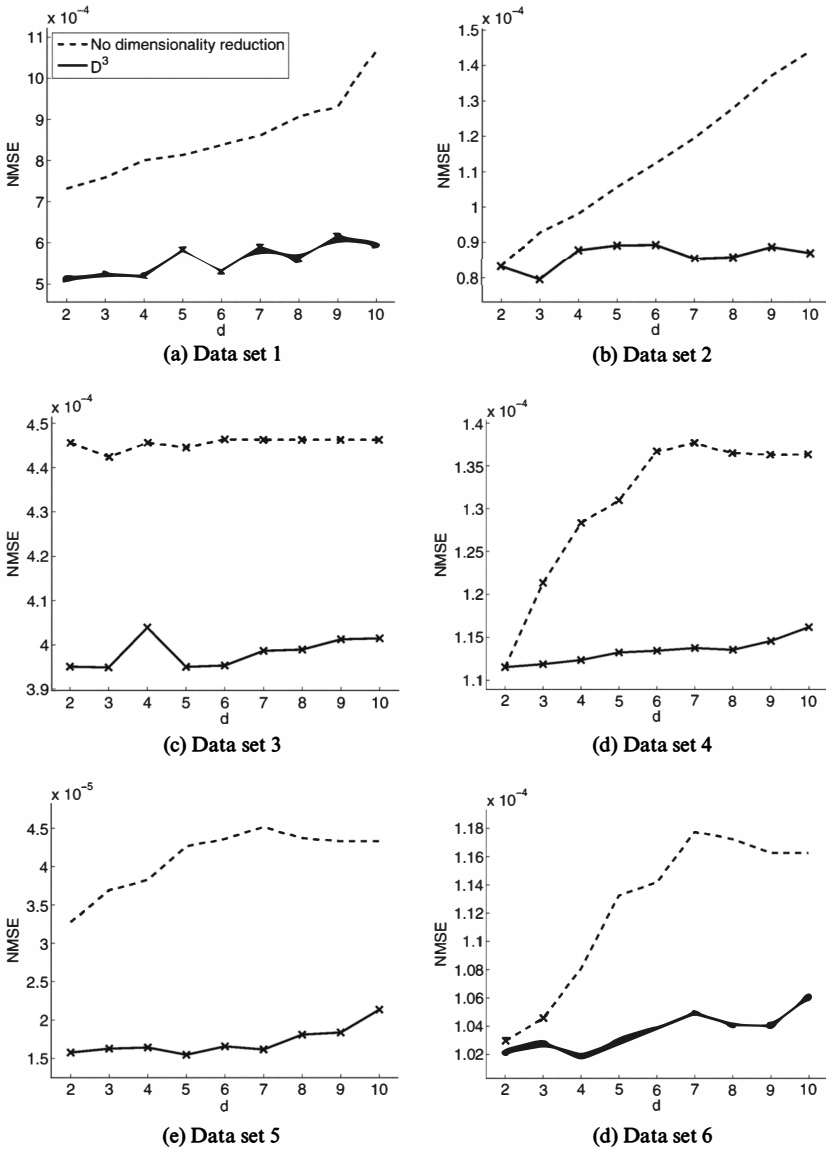 x 10⁻⁴
11
10
9
8
7
6
5
NMSE
No dimensionality reduction
D³
2 3 4 5 6 7 8 9 10
d
(a) Data set 1
x 10⁻⁴
1.5
1.4
1.3
1.2
1.1
1
0.9
0.8
NMSE
2 3 4 5 6 7 8 9 10
d
(b) Data set 2
x 10⁻⁴
4.5
4.4
4.3
4.2
4.1
4
3.9
NMSE
2 3 4 5 6 7 8 9 10
d
(c) Data set 3
x 10⁻⁴
1.4
1.35
1.3
1.25
1.2
1.15
1.1
NMSE
2 3 4 5 6 7 8 9 10
d
(d) Data set 4
x 10⁻⁵
4.5
4
3.5
3
2.5
2
1.5
NMSE
2 3 4 5 6 7 8 9 10
d
(e) Data set 5
x 10⁻⁴
1.18
1.16
1.14
1.12
1.1
1.08
1.06
1.04
1.02
NMSE
2 3 4 5 6 7 8 9 10
d
(d) Data set 6